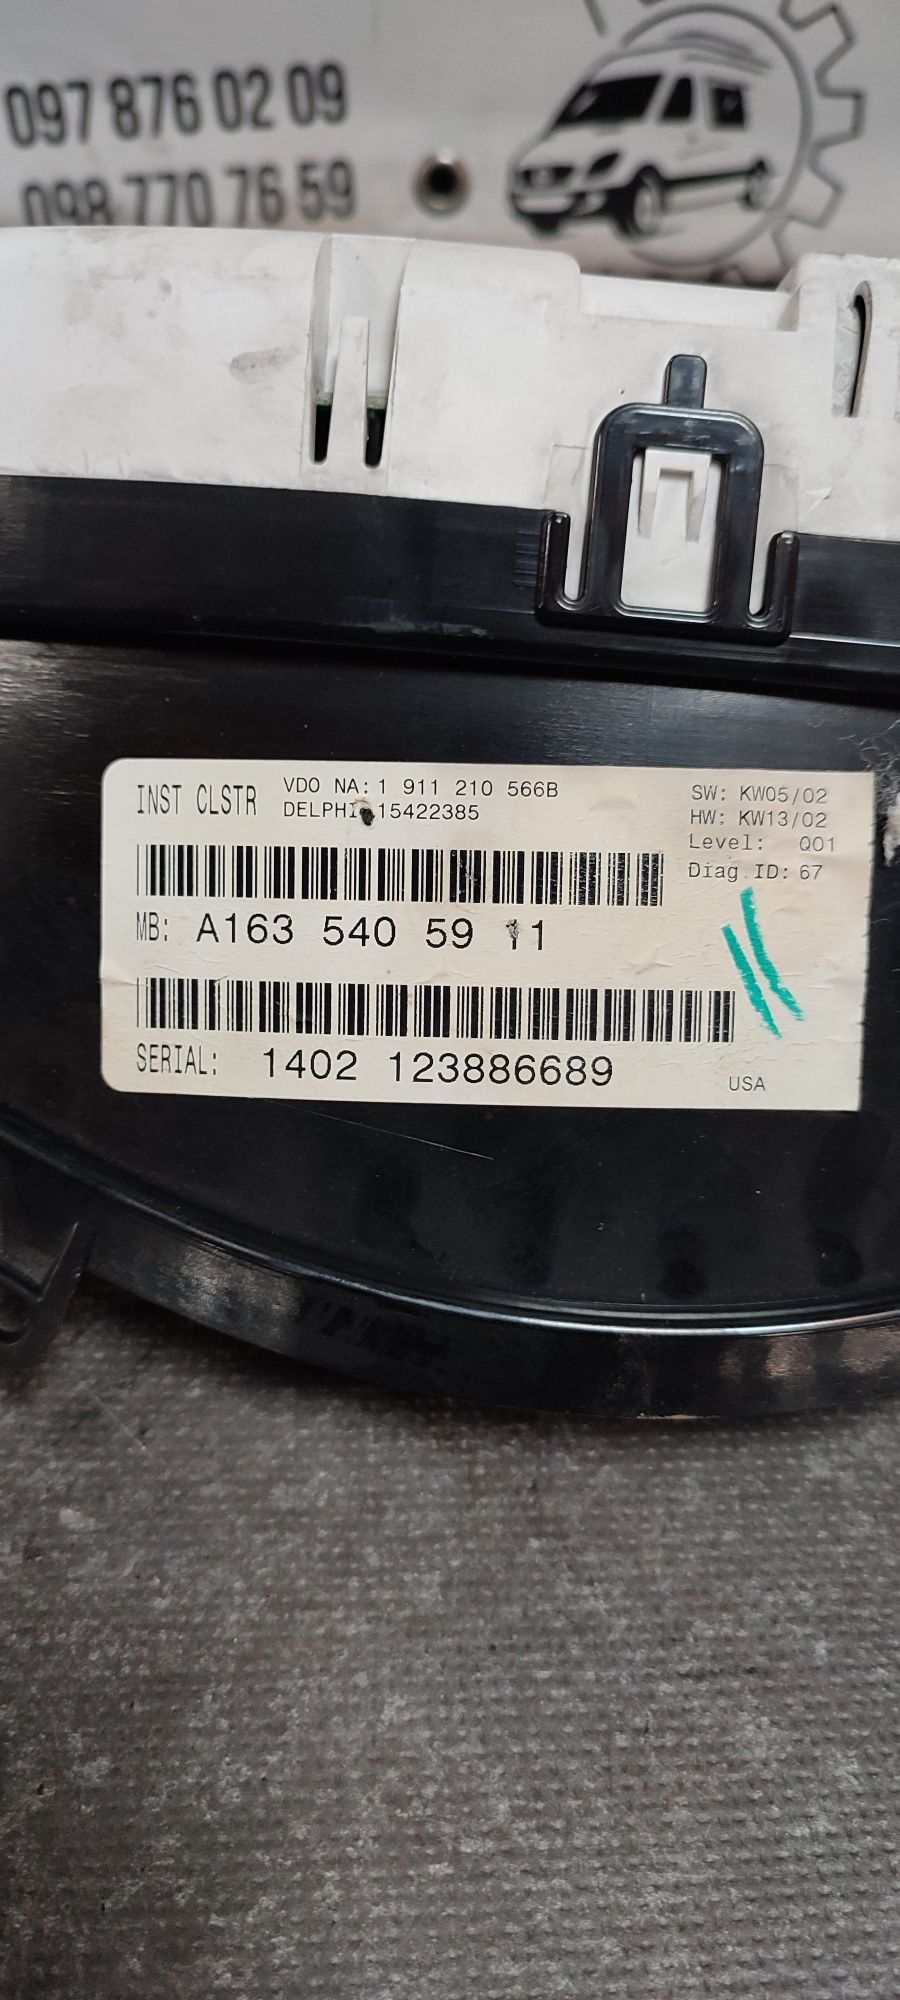 097 876 02 09
098 770 76 59
INST CLSTR
VDO NA: 1 911 210 566B
DELPHI 15422385
SW: KW05/02
HW: KW13/02
Level: Q01
Diag ID: 67
MB: A163 540 59 11
SERIAL: 1402 123886689
USA